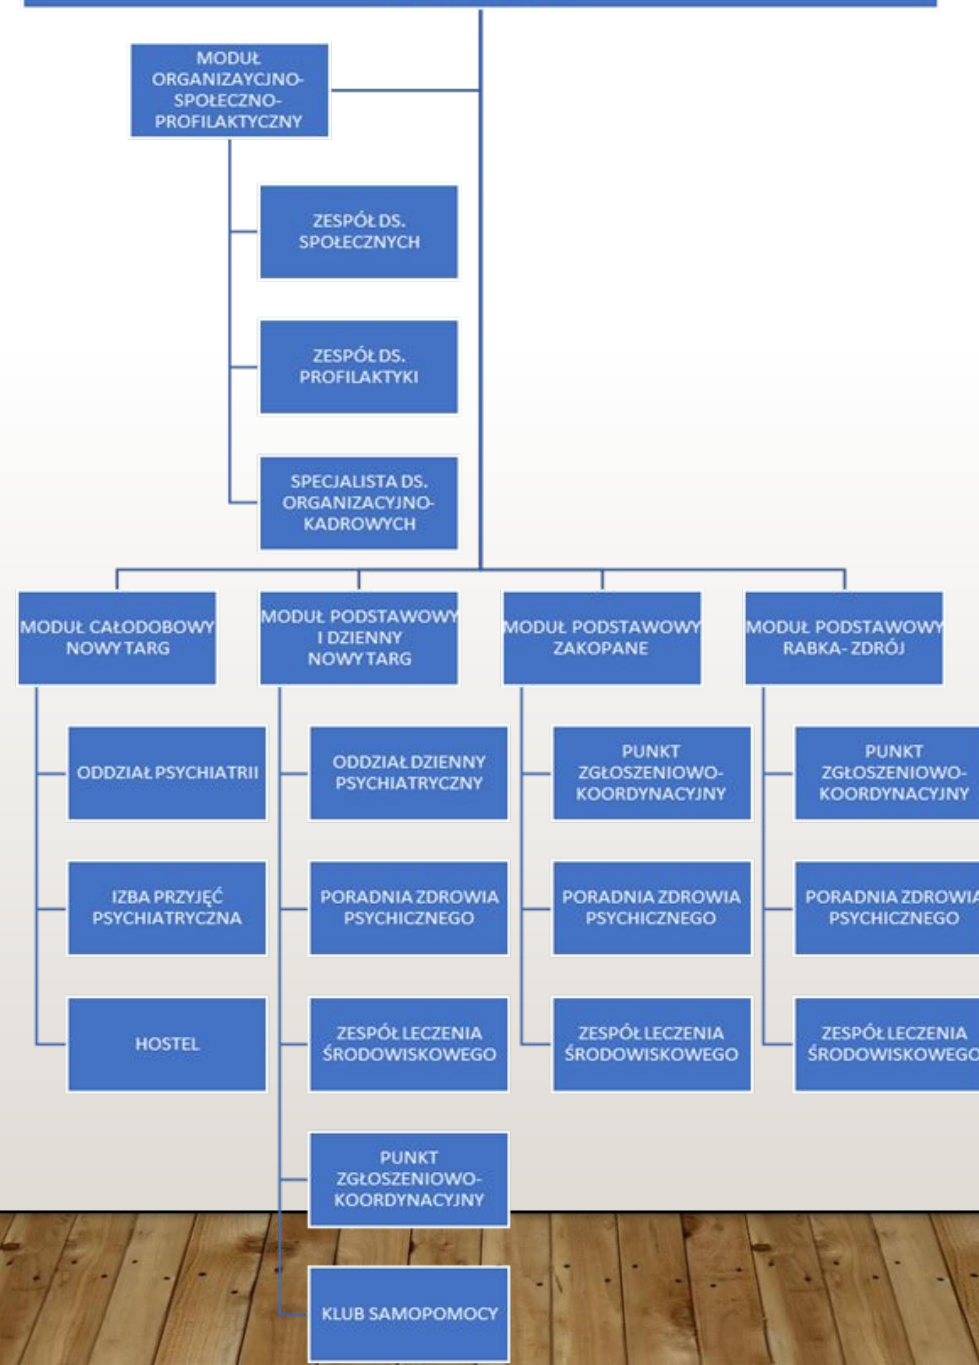 MODUŁ
ORGANIZAYCJNO-
SPOŁECZNO-
PROFILAKTYCZNY
ZESPÓŁ DS.
SPOŁECZNYCH
ZESPÓŁ DS.
PROFILAKTYKI
SPECJALISTA DS.
ORGANIZACYJNO-
KADROWYCH
MODUŁ CAŁODOBOWY
NOWY TARG
ODDZIAŁ PSYCHIATRII
IZBA PRZYJĘĆ
PSYCHIATRYCZNA
HOSTEL
MODUŁ PODSTAWOWY
I DZIENNY
NOWY TARG
ODDZIAŁ DZIENNY
PSYCHIATRYCZNY
PORADNIA ZDROWIA
PSYCHICZNEGO
ZESPÓŁ LECZENIA
ŚRODOWISKOWEGO
PUNKT
ZGŁOSZENIOWO-
KOORDYNACYJNY
KLUB SAMOPOMOCY
MODUŁ PODSTAWOWY
ZAKOPANE
PUNKT
ZGŁOSZENIOWO-
KOORDYNACYJNY
PORADNIA ZDROWIA
PSYCHICZNEGO
ZESPÓŁ LECZENIA
ŚRODOWISKOWEGO
MODUŁ PODSTAWOWY
RABKA- ZDRÓJ
PUNKT
ZGŁOSZENIOWO-
KOORDYNACYJNY
PORADNIA ZDROWIA
PSYCHICZNEGO
ZESPÓŁ LECZENIA
ŚRODOWISKOWEGO